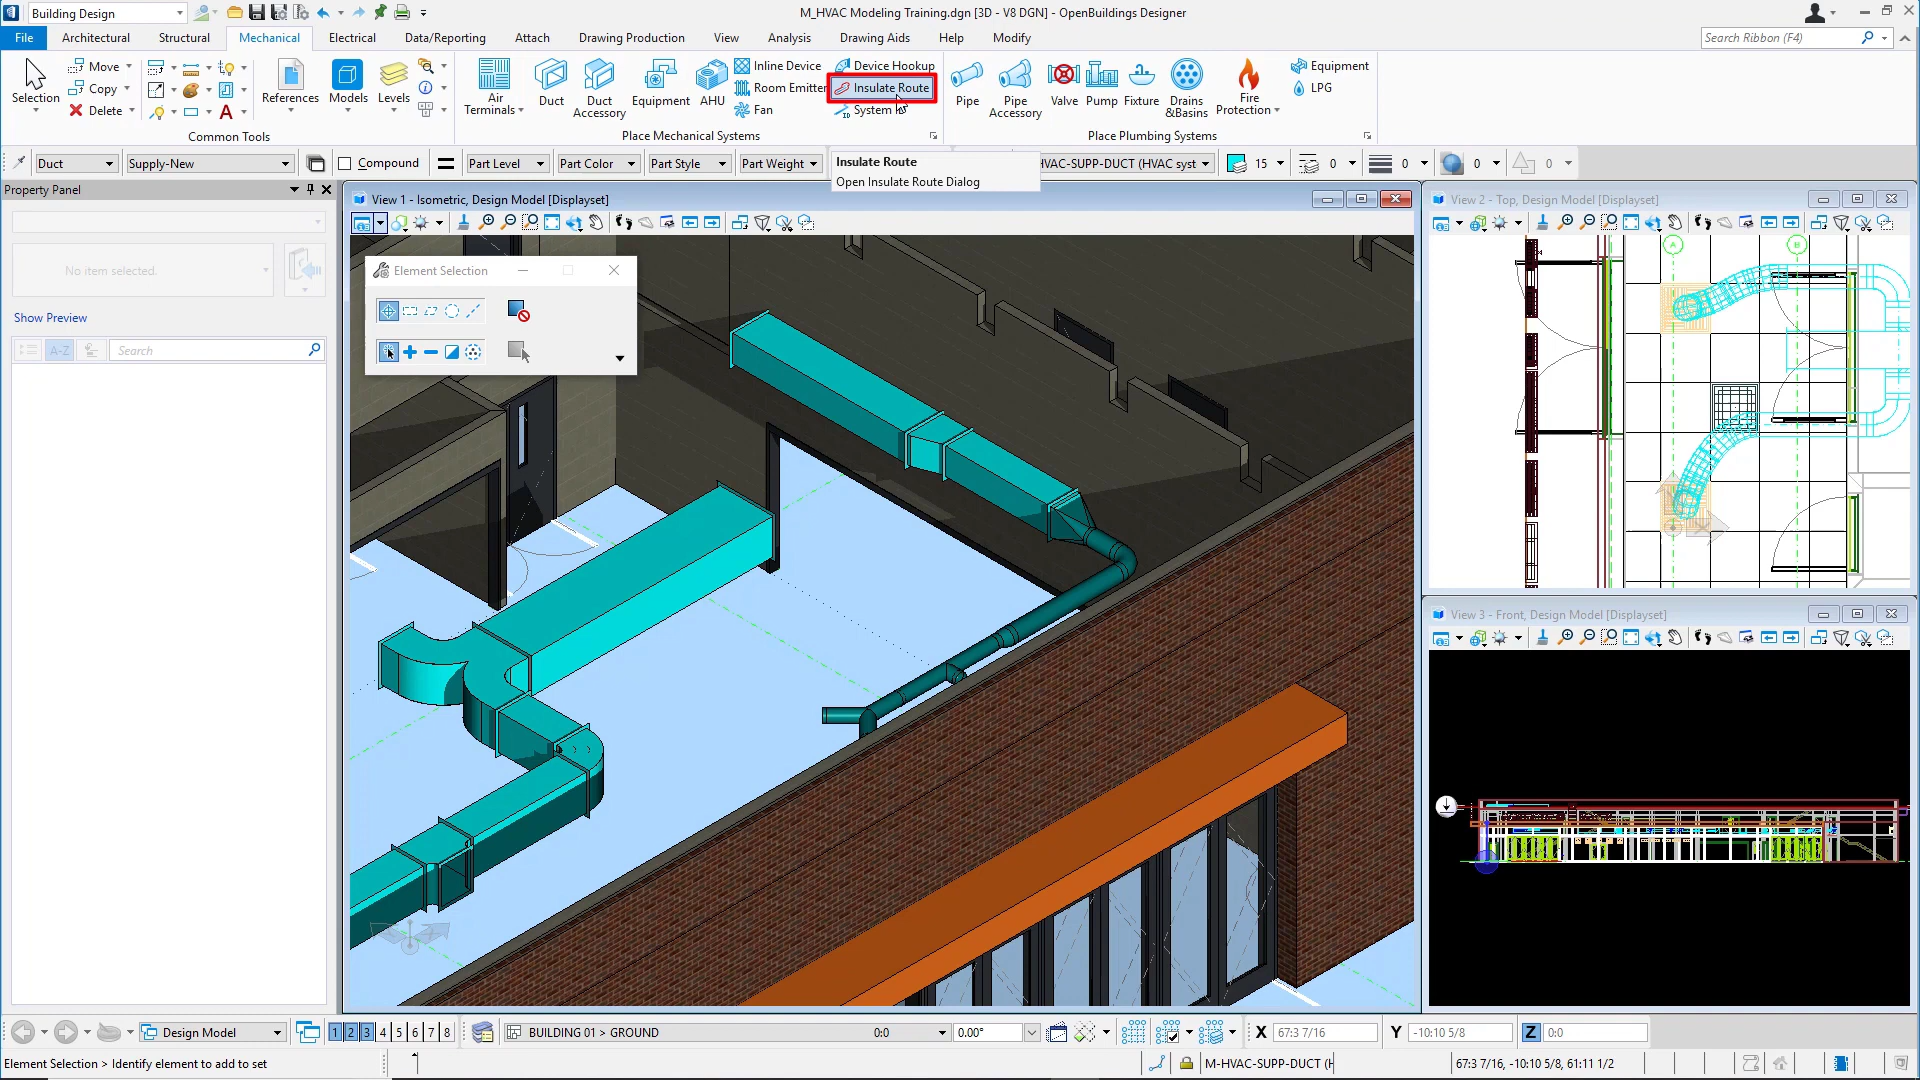 Building Design
M_HVAC Modeling Training.dgn [3D - V8 DGN] - OpenBuildings Designer
File Architectural Structural Mechanical Electrical Data/Reporting Attach Drawing Production View Analysis Drawing Aids Help Modify
Search Ribbon (F4)
Selection
Move
Copy
Delete
References
Models
Levels
Common Tools
Air Terminals
Duct
Duct Accessory
Equipment
AHU
Inline Device
Room Emitter
Fan
Device Hookup
Insulate Route
System
Place Mechanical Systems
Pipe
Pipe Accessory
Valve
Pump
Fixture
Drains &Basins
Fire Protection
Equipment
LPG
Place Plumbing Systems
Duct
Supply-New
Compound
Part Level
Part Color
Part Style
Part Weight
HVAC-SUPP-DUCT (HVAC syst
15
0
0
0
0
Insulate Route
Open Insulate Route Dialog
Property Panel
No item selected.
Show Preview
A-Z
Search
View 1 - Isometric, Design Model [Displayset]
Element Selection
View 2 - Top, Design Model [Displayset]
A
B
View 3 - Front, Design Model [Displayset]
Design Model
1 2 3 4 5 6 7 8
BUILDING 01 > GROUND
0:0
0.00°
X 67:3 7/16
Y -10:10 5/8
Z 0:0
Element Selection > Identify element to add to set
M-HVAC-SUPP-DUCT (H
67:3 7/16, -10:10 5/8, 61:11 1/2